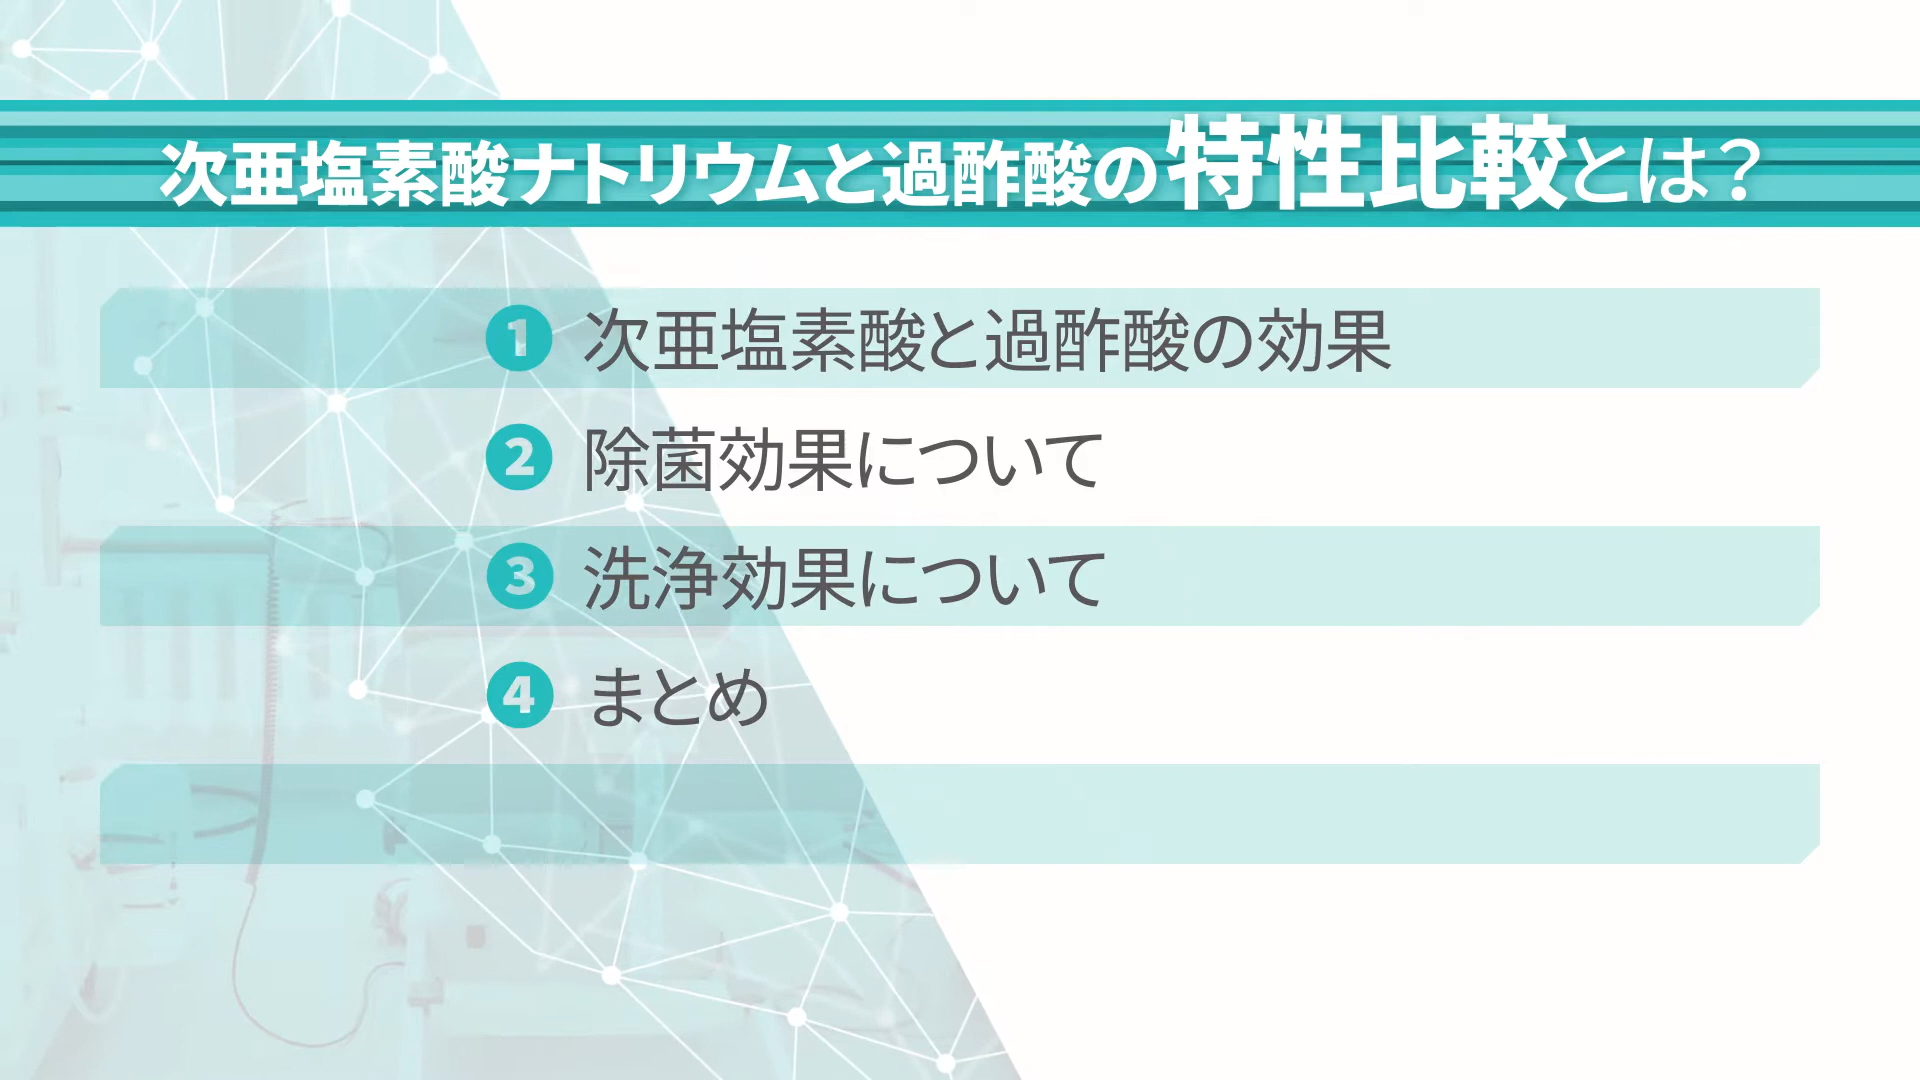 次亜塩素酸ナトリウムと過酢酸の特性比較とは？
1 次亜塩素酸と過酢酸の効果
2 除菌効果について
3 洗浄効果について
4 まとめ